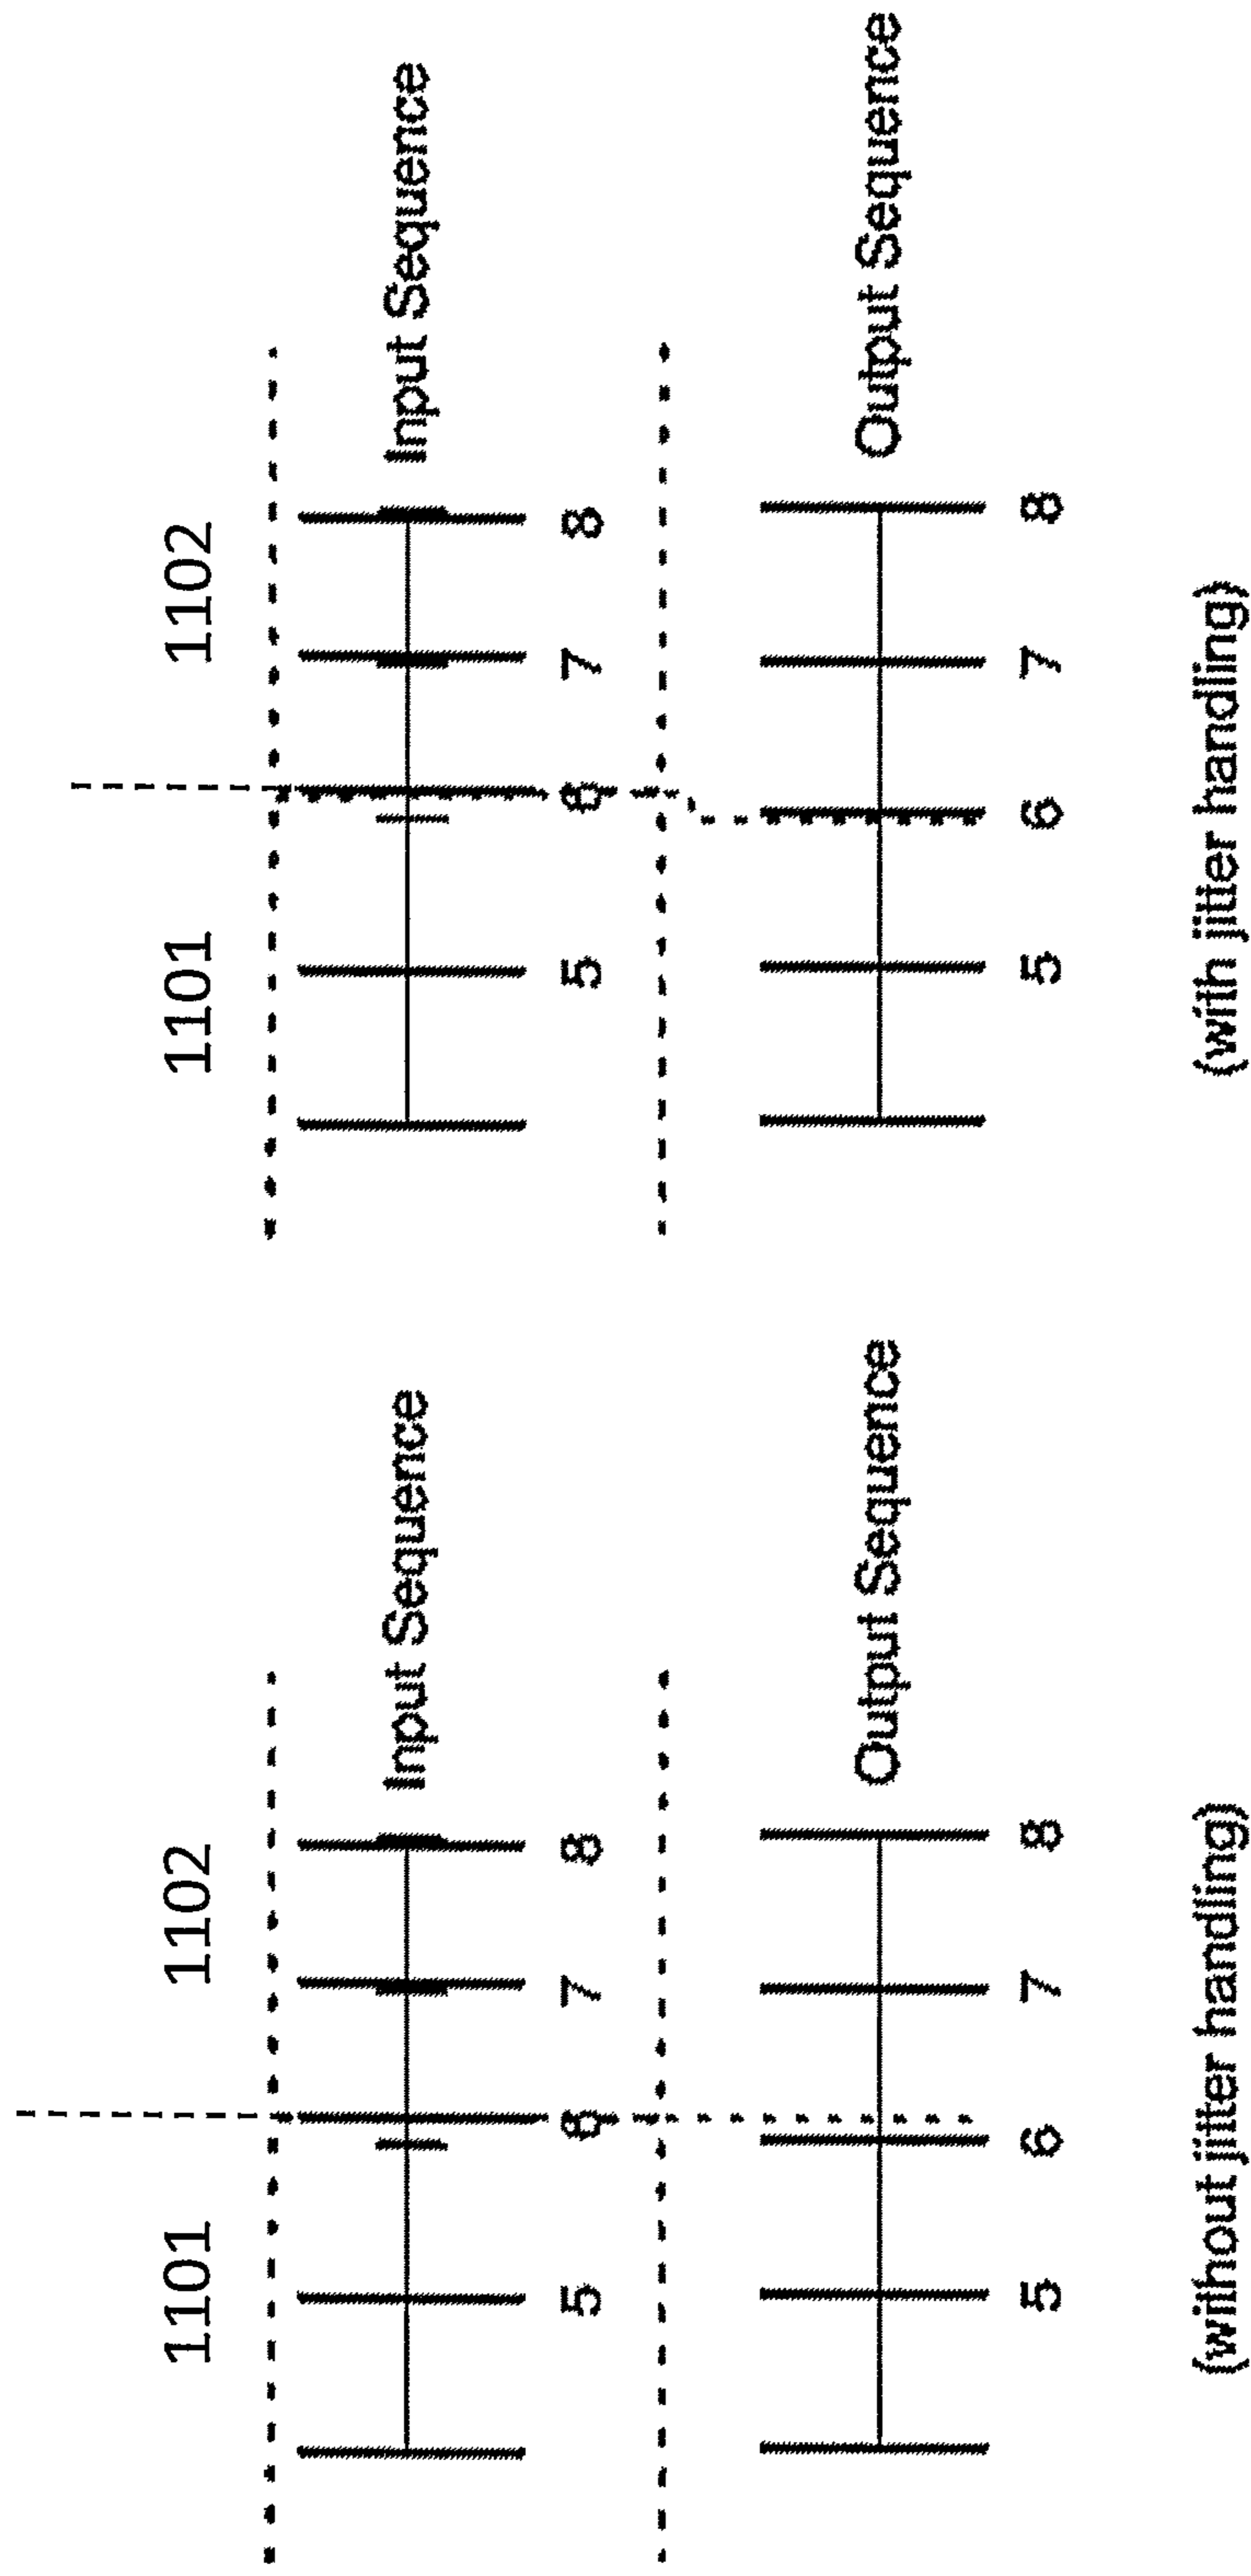 1101 1102
5 6 7 8 Input Sequence
5 6 7 8 Output Sequence
(without jitter handling)
1101 1102
5 6 7 8 Input Sequence
5 6 7 8 Output Sequence
(with jitter handling)